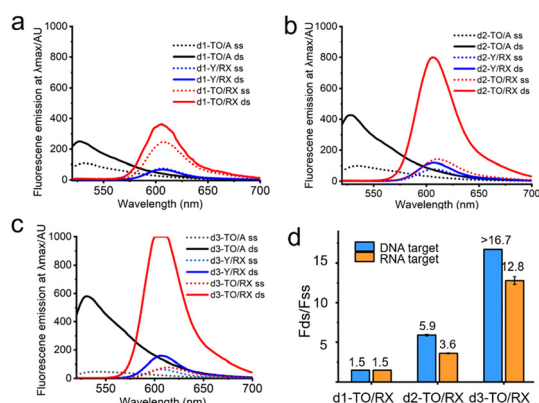 a
d1-TO/A ss
d1-TO/A ds
d1-Y/RX ss
d1-Y/RX ds
d1-TO/RX ss
d1-TO/RX ds
Fluorescene emission at λmax/AU
1000
800
600
400
200
0
550 600 650 700
Wavelength (nm)
b
d2-TO/A ss
d2-TO/A ds
d2-Y/RX ss
d2-Y/RX ds
d2-TO/RX ss
d2-TO/RX ds
Fluorescene emission at λmax/AU
1000
800
600
400
200
0
550 600 650 700
Wavelength (nm)
c
d3-TO/A ss
d3-TO/A ds
d3-Y/RX ss
d3-Y/RX ds
d3-TO/RX ss
d3-TO/RX ds
Fluorescene emission at λmax/AU
1000
800
600
400
200
0
550 600 650 700
Wavelength (nm)
d
DNA target
RNA target
Fds/Fss
15
10
5
0
1.5 1.5
5.9
3.6
>16.7
12.8
d1-TO/RX d2-TO/RX d3-TO/RX